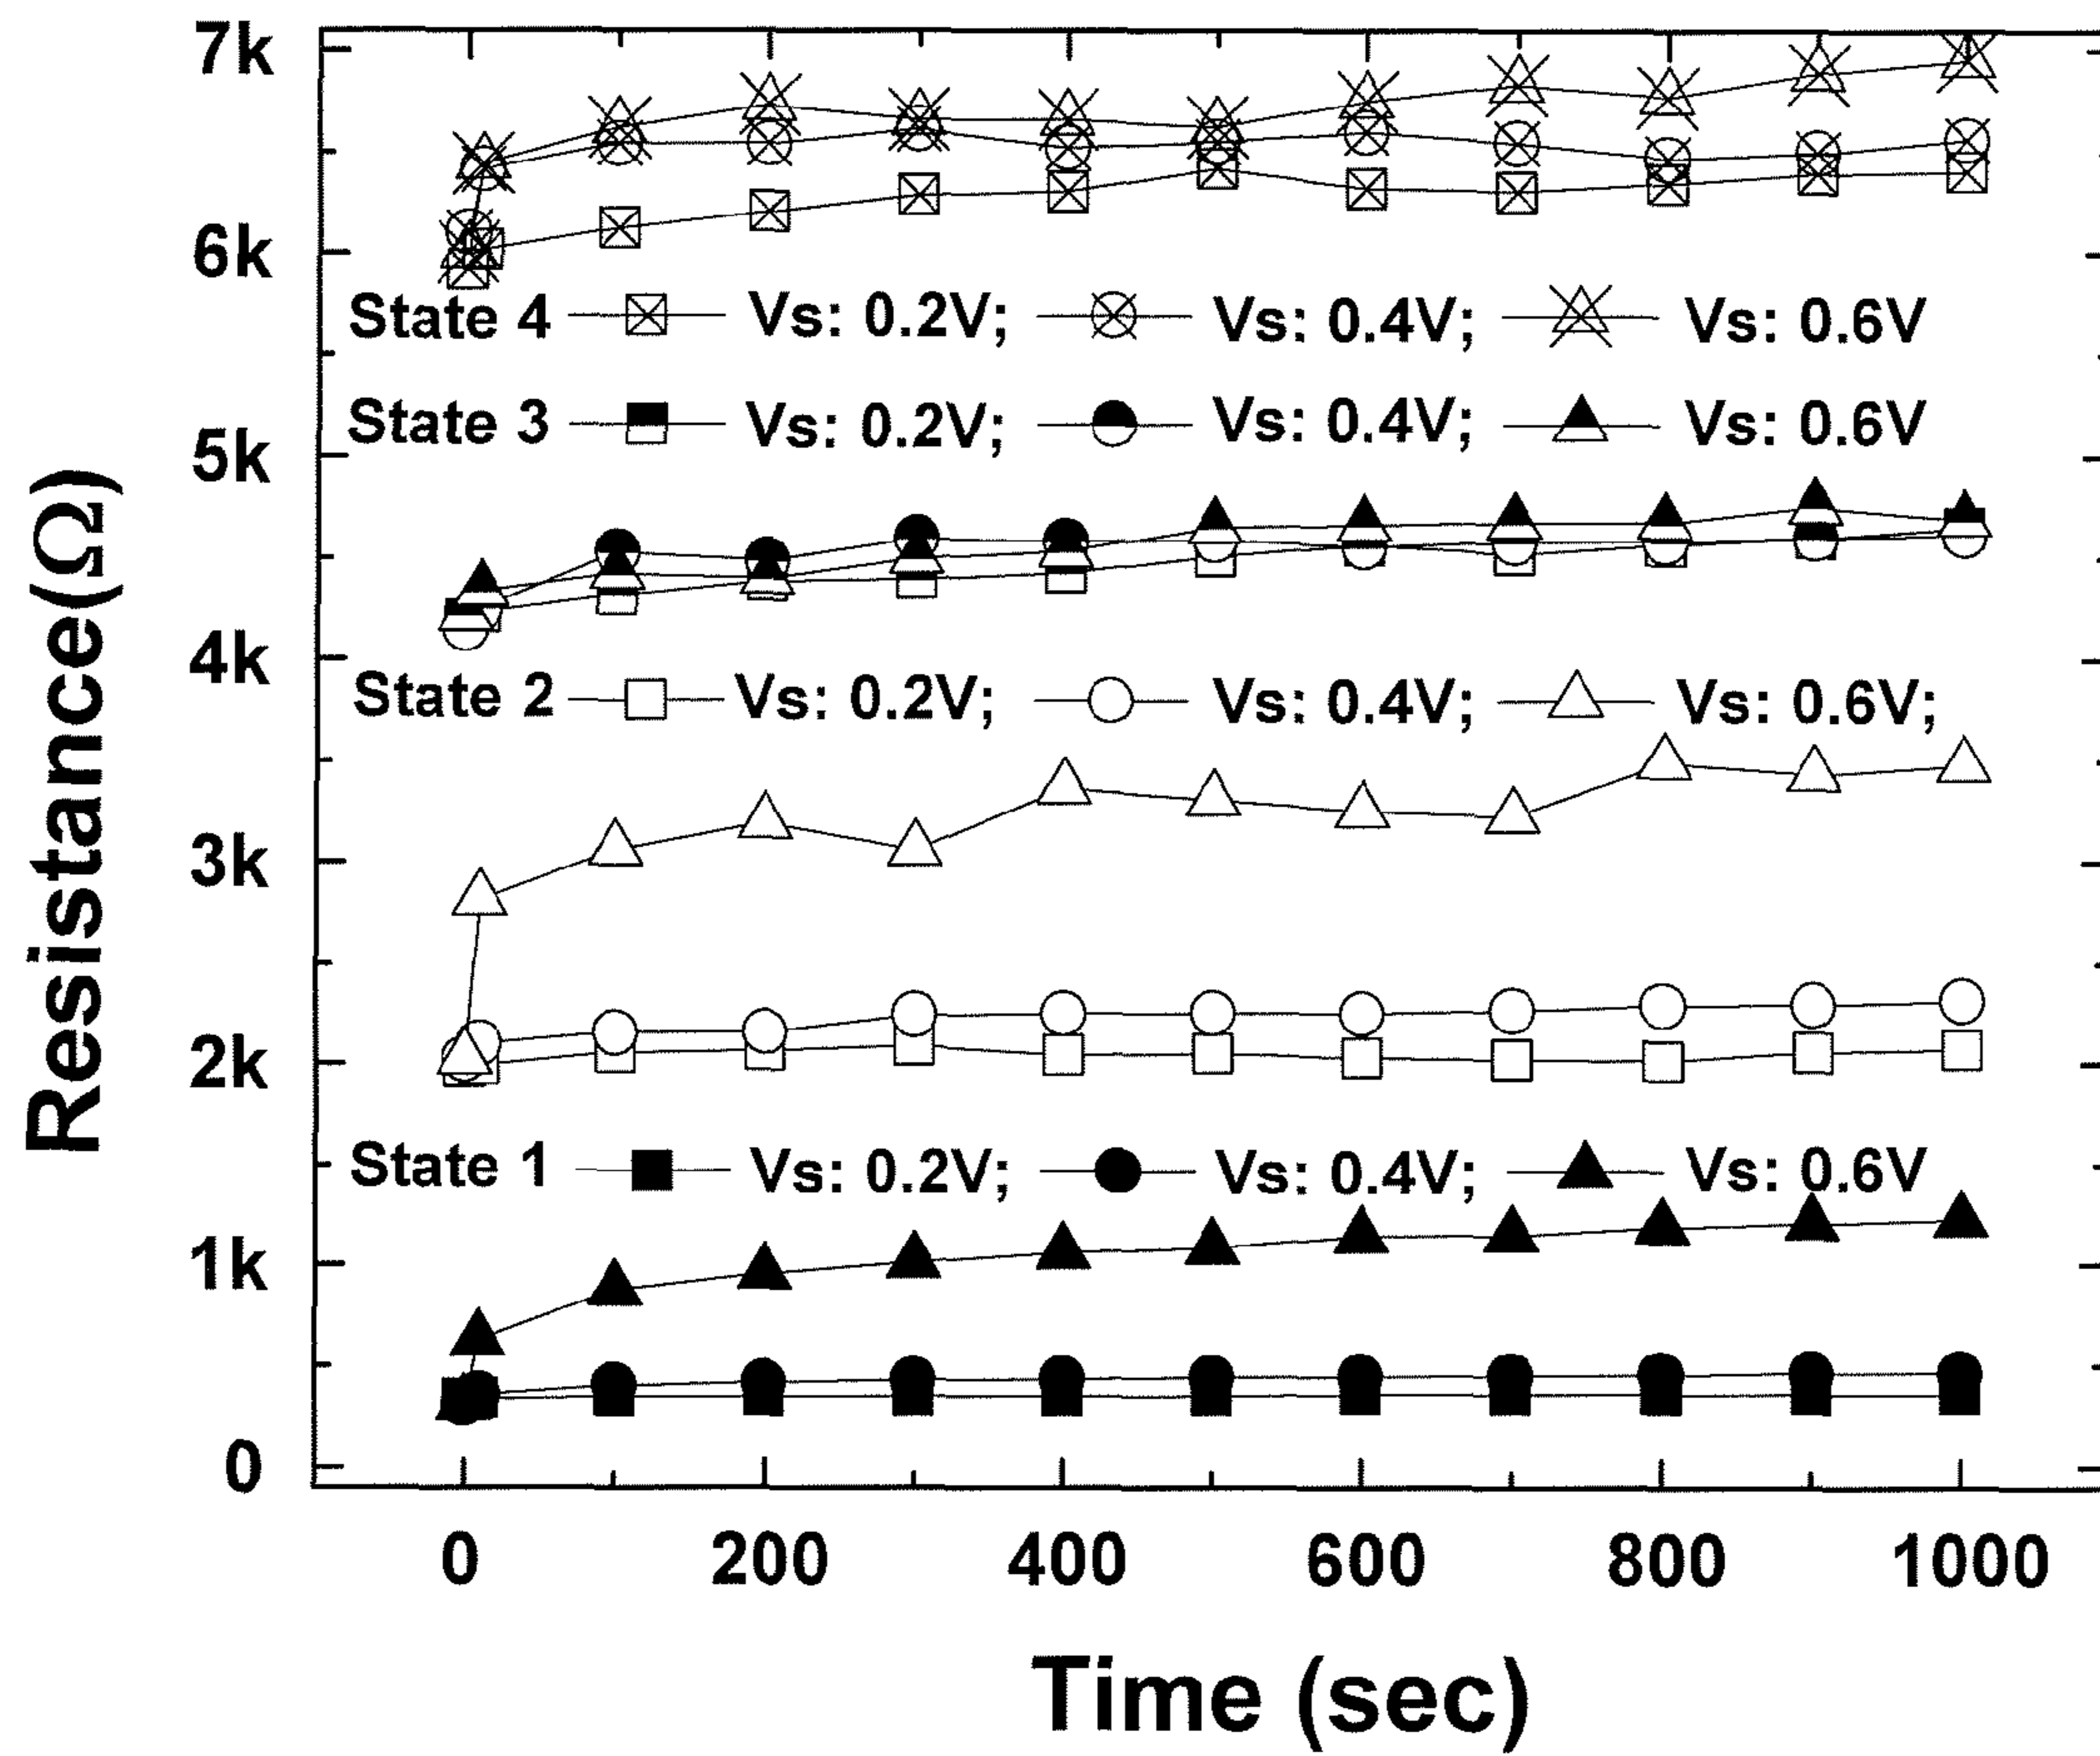 7k
6k
State 4 Vs: 0.2V; Vs: 0.4V; Vs: 0.6V
State 3 Vs: 0.2V; Vs: 0.4V; Vs: 0.6V
5k
4k
State 2 Vs: 0.2V; Vs: 0.4V; Vs: 0.6V;
3k
2k
State 1 Vs: 0.2V; Vs: 0.4V; Vs: 0.6V
1k
0
Resistance(Ω)
0 200 400 600 800 1000
Time (sec)